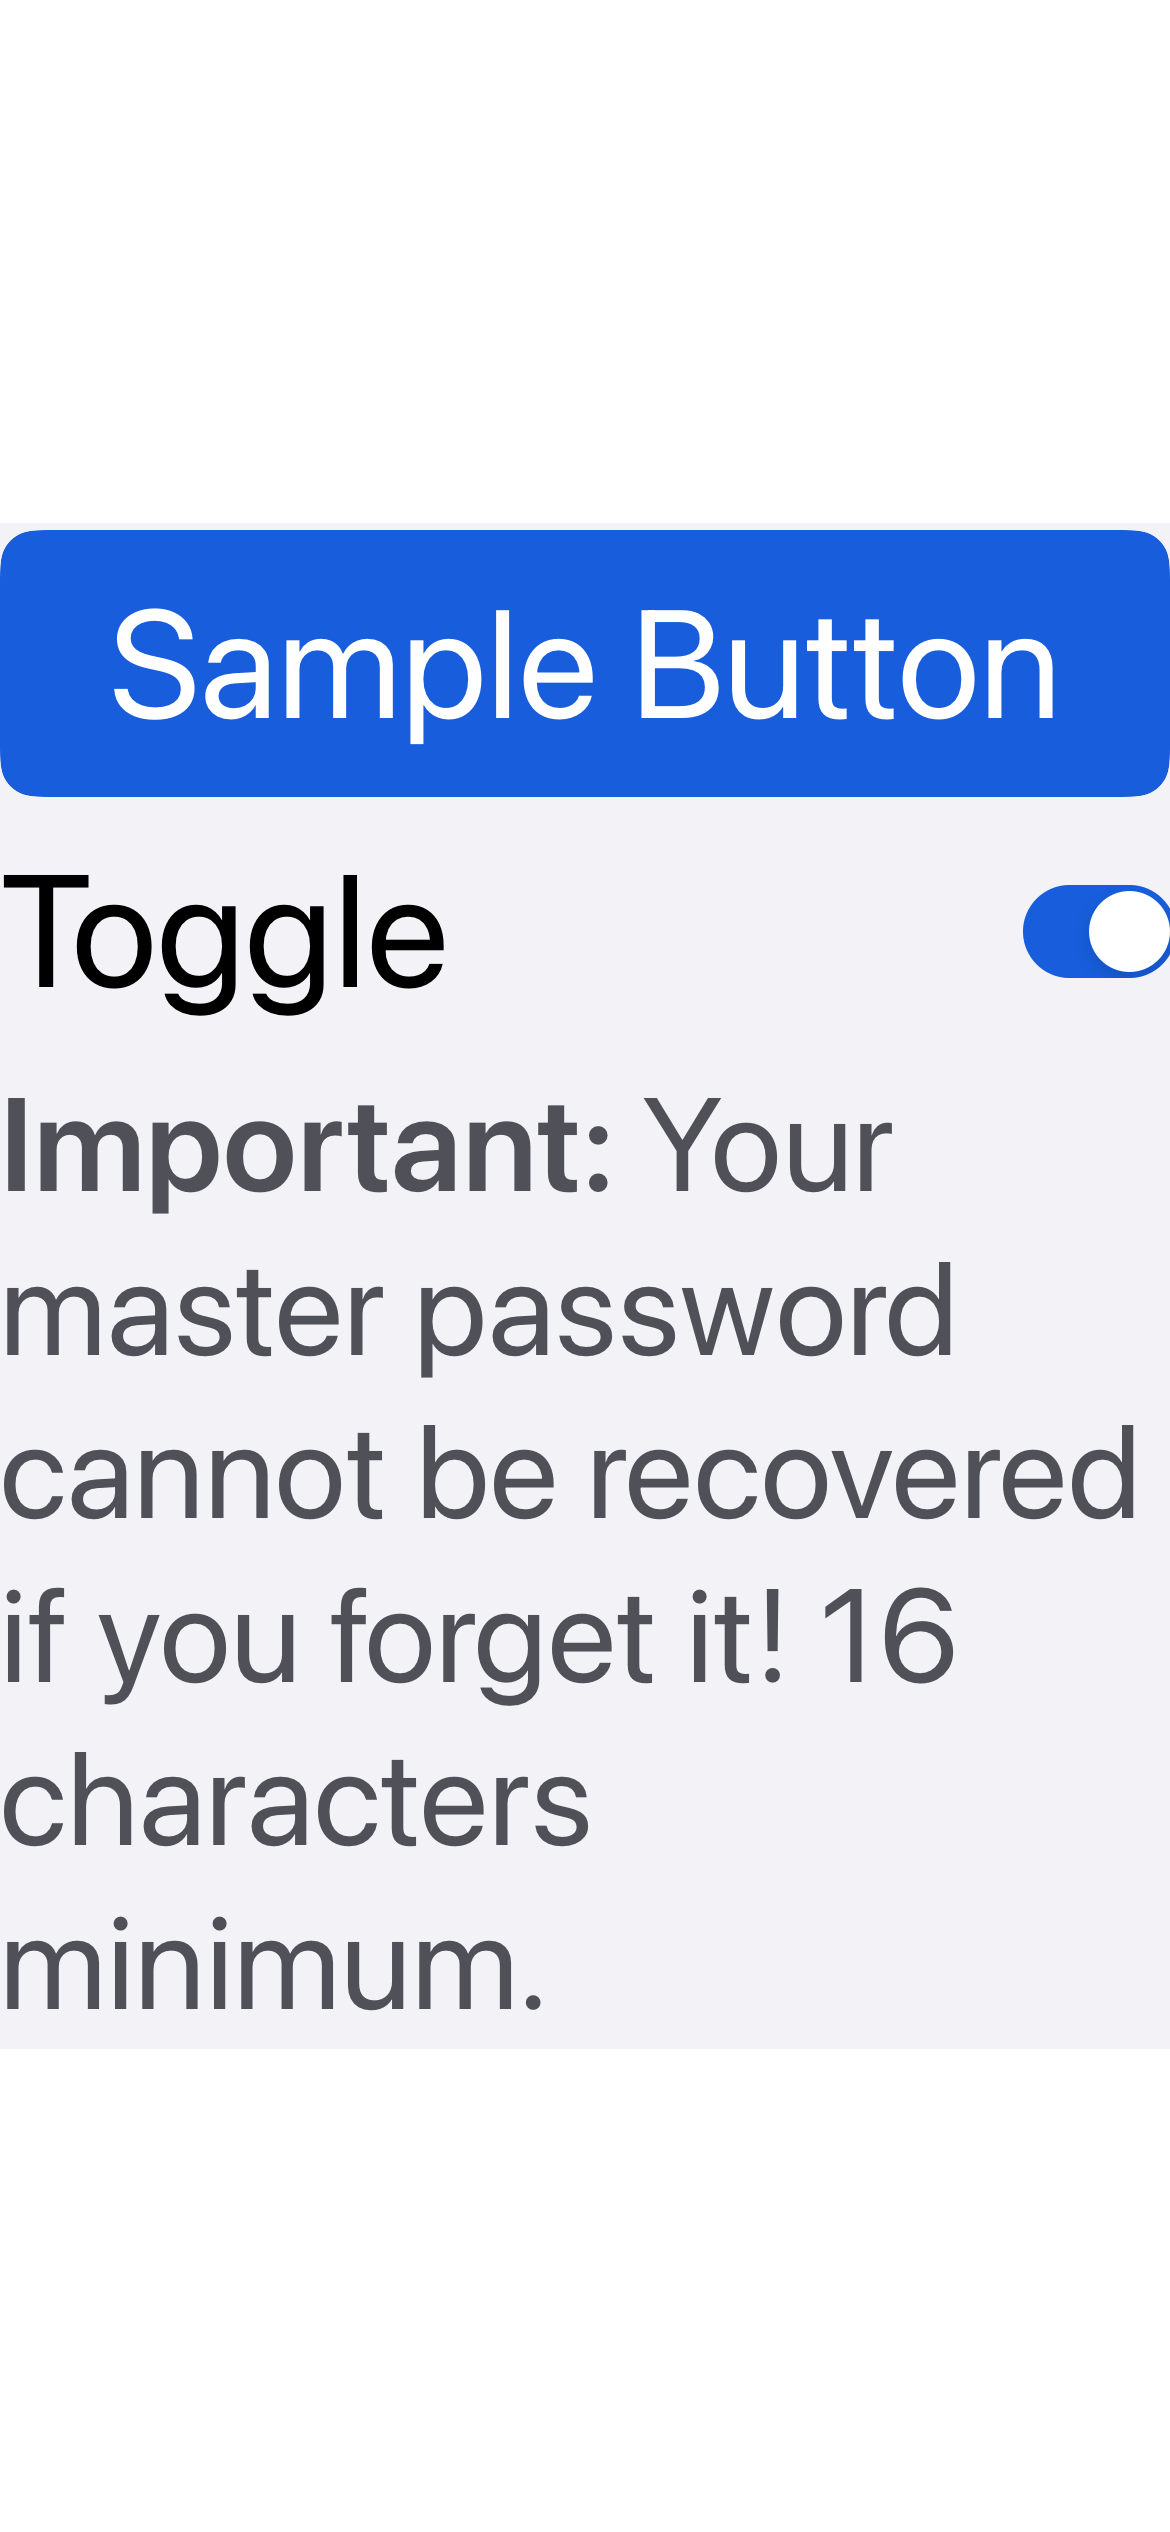 Sample Button
Toggle
Important: Your
master password
cannot be recovered
if you forget it! 16
characters
minimum.